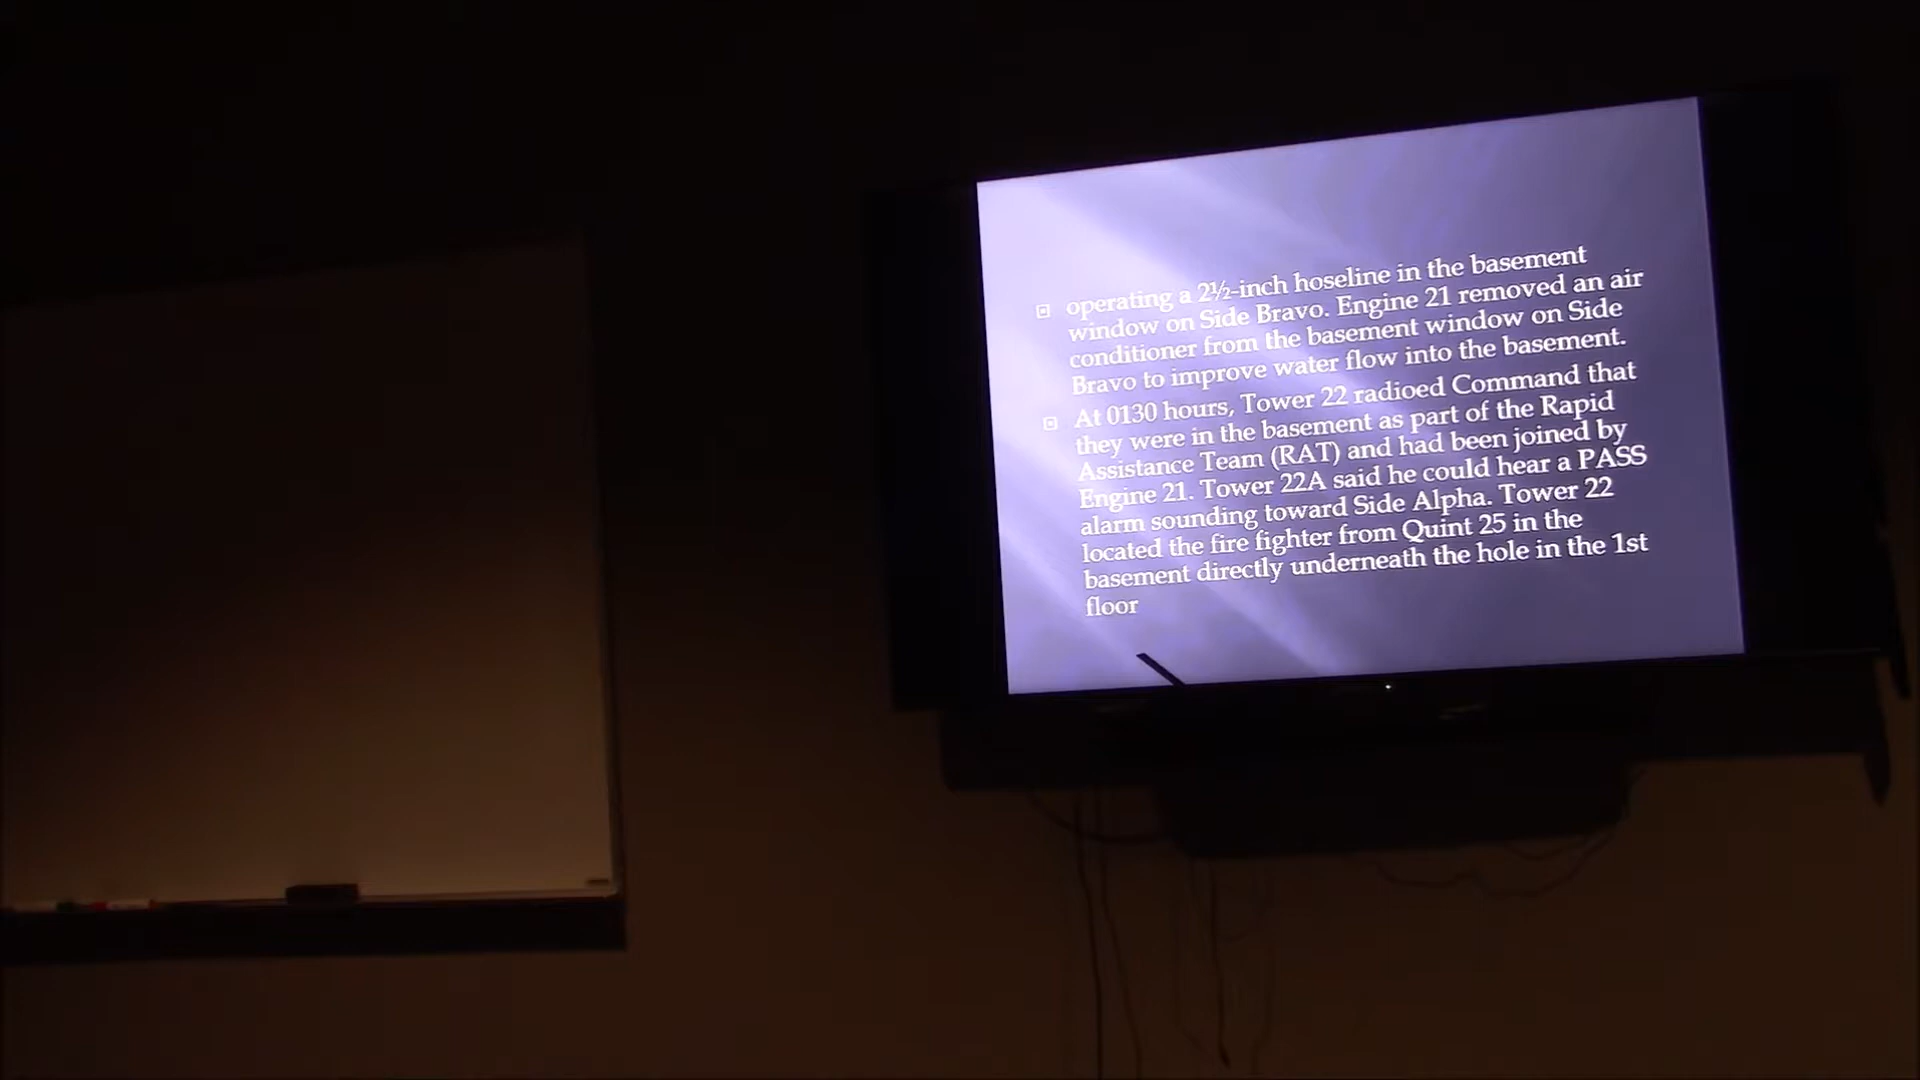 operating a 2½-inch hoseline in the basement
window on Side Bravo. Engine 21 removed an air
conditioner from the basement window on Side
Bravo to improve water flow into the basement.
At 0130 hours, Tower 22 radioed Command that
they were in the basement as part of the Rapid
Assistance Team (RAT) and had been joined by
Engine 21. Tower 22A said he could hear a PASS
alarm sounding toward Side Alpha. Tower 22
located the fire fighter from Quint 25 in the
basement directly underneath the hole in the 1st
floor